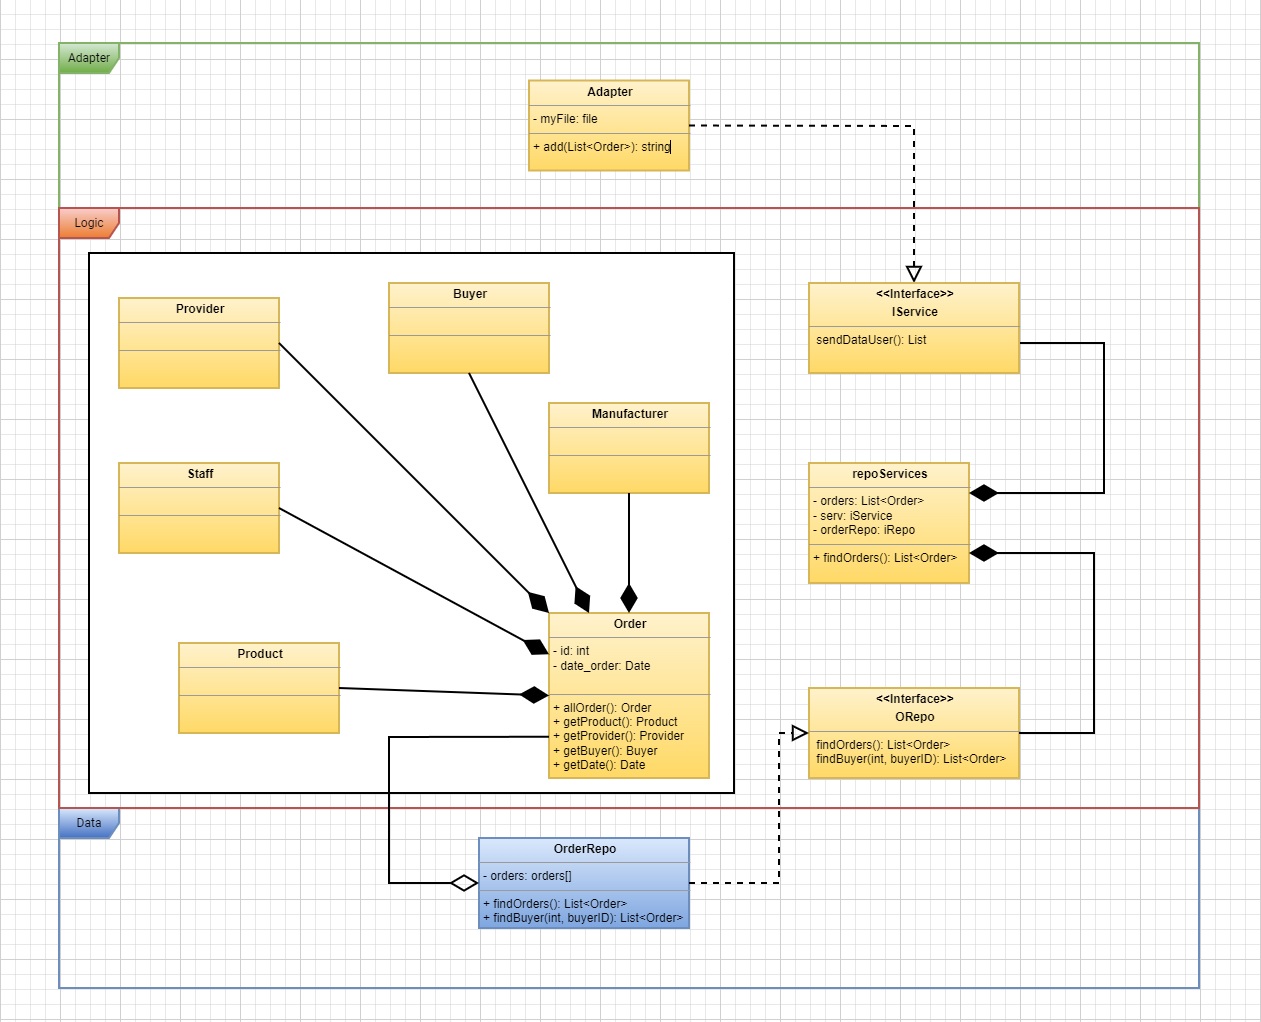 Adapter
Adapter
- myFile: file
+ add(List<Order>): string
Logic
Provider
Buyer
Manufacturer
Staff
Product
Order
- id: int
- date_order: Date
+ allOrder(): Order
+ getProduct(): Product
+ getProvider(): Provider
+ getBuyer(): Buyer
+ getDate(): Date
<<Interface>>
IService
sendDataUser(): List
repoServices
- orders: List<Order>
- serv: iService
- orderRepo: iRepo
+ findOrders(): List<Order>
<<Interface>>
ORepo
findOrders(): List<Order>
findBuyer(int, buyerID): List<Order>
Data
OrderRepo
- orders: orders[]
+ findOrders(): List<Order>
+ findBuyer(int, buyerID): List<Order>